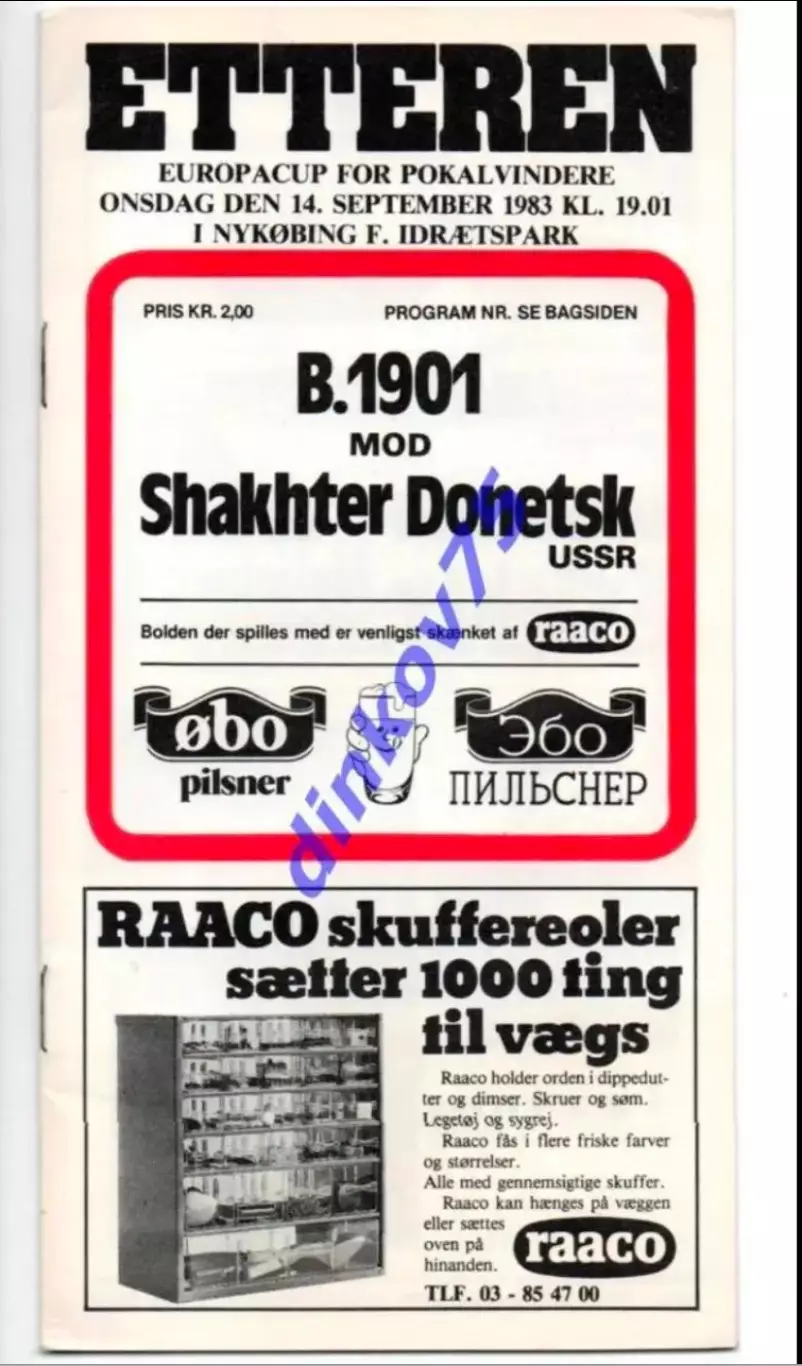 ETTEREN
EUROPACUP FOR POKALVINDERE
ONSDAG DEN 14. SEPTEMBER 1983 KL. 19.01
I NYKØBING F. IDRÆTSPARK
PRIS KR. 2,00 PROGRAM NR. SE BAGSIDEN
B.1901
MOD
Shakhter Donetsk
USSR
Bolden der spilles med er venligst skænket af raaco
øbo
pilsner
Эбо
ПИЛЬСНЕР
dinkov75
RAACO skuffereoler
sætter 1000 ting
til vægs
Raaco holder orden i dippedut-
ter og dimser. Skruer og søm.
Legetøj og sygrej.
Raaco fås i flere friske farver
og størrelser.
Alle med gennemsigtige skuffer.
Raaco kan hænges på væggen
eller sættes
oven på
hinanden.
raaco
TLF. 03 - 85 47 00